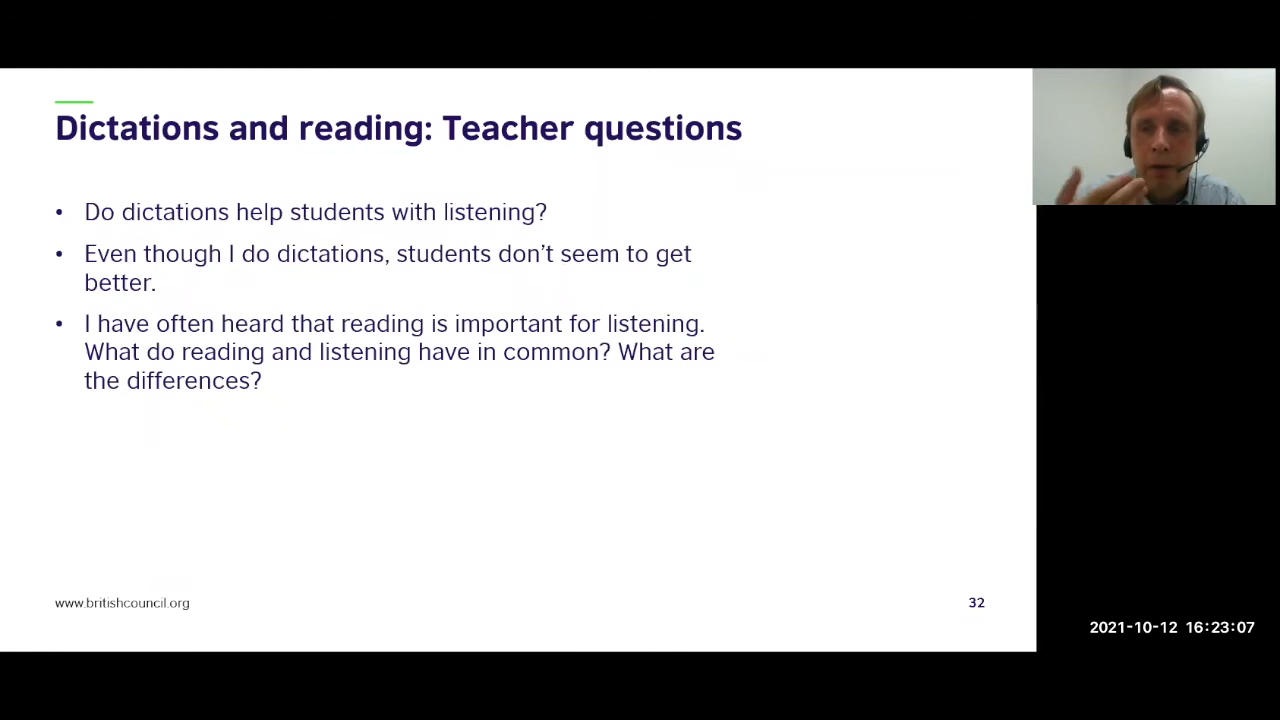 Dictations and reading: Teacher questions
• Do dictations help students with listening?
• Even though I do dictations, students don’t seem to get
better.
• I have often heard that reading is important for listening.
What do reading and listening have in common? What are
the differences?
www.britishcouncil.org
32
2021-10-12 16:23:07